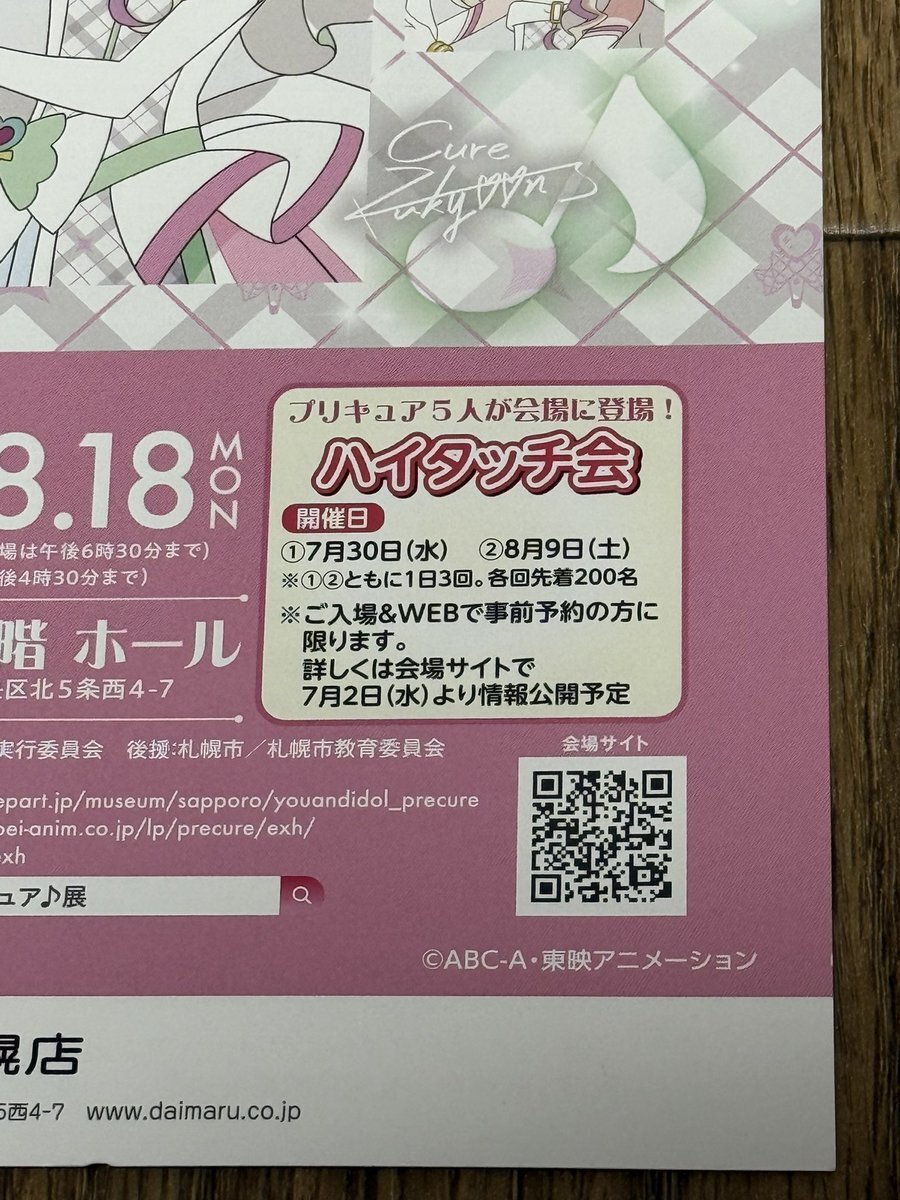 Cure
Zukyoon
8.18 MON
場は午後6時30分まで)
後4時30分まで)
階 ホール
区北5条西4-7
実行委員会 後援:札幌市/札幌市教育委員会
epart.jp/museum/sapporo/youandidol_precure
ei-anim.co.jp/lp/precure/exh/
exh
ュア♪展
プリキュア5人が会場に登場!
ハイタッチ会
開催日
①7月30日(水) ②8月9日(土)
※①②ともに1日3回。各回先着200名
※ご入場&WEBで事前予約の方に
限ります。
詳しくは会場サイトで
7月2日(水)より情報公開予定
会場サイト
©ABC-A・東映アニメーション
幌店
5西4-7 www.daimaru.co.jp